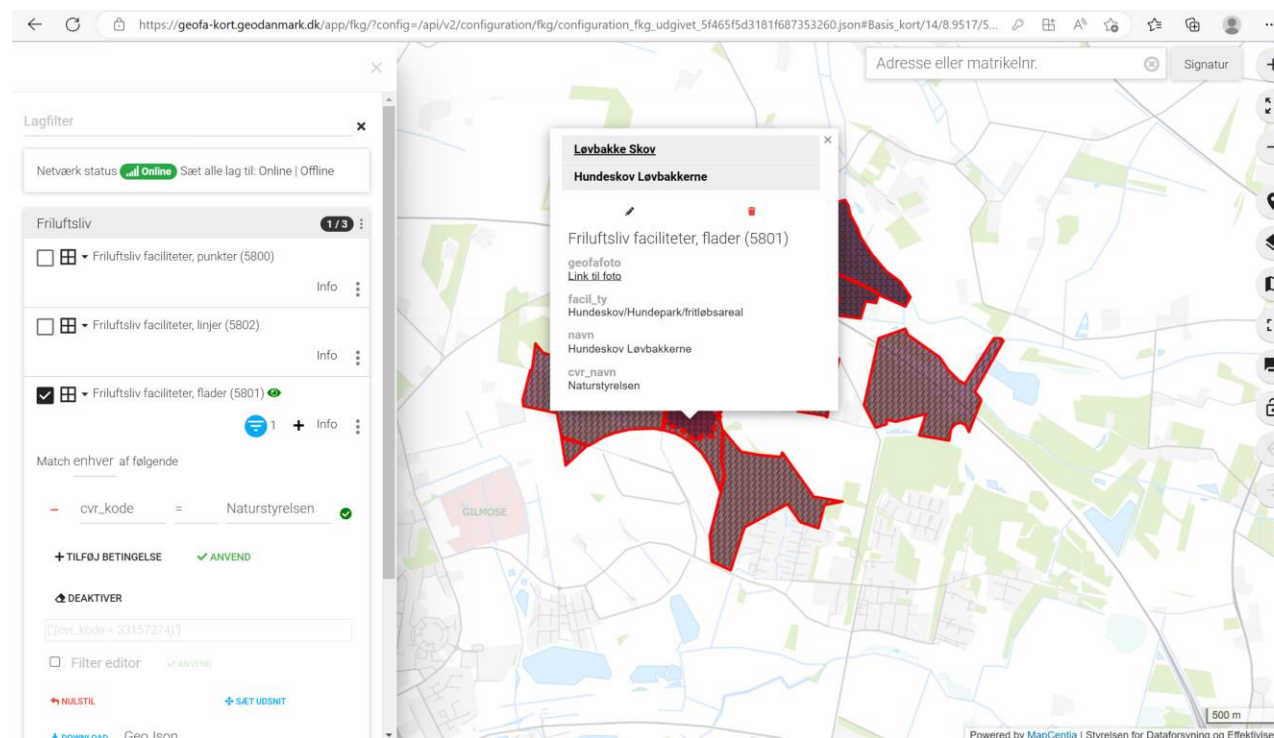 https://geofa-kort.geodanmark.dk/app/fkg/?config=/api/v2/configuration/fkg/configuration_fkg_udgivet_5f465f5d3181f687353260.json#Basis_kort/14/8.9517/5...
Adresse eller matrikelnr.
Signatur
Lagfilter
Netværk status Online Sæt alle lag til: Online | Offline
Friluftsliv 1 / 3
Friluftsliv faciliteter, punkter (5800)
Info
Friluftsliv faciliteter, linjer (5802)
Info
Friluftsliv faciliteter, flader (5801)
1 + Info
Match enhver af følgende
– cvr_kode = Naturstyrelsen
+ TILFØJ BETINGELSE ANVEND
DEAKTIVER
["(cvr_kode = 33157274)"]
Filter editor ANVEND
NULSTIL SÆT UDSNIT
DOWNLOAD GeoJson
Løvbakke Skov
Hundeskov Løvbakkerne
Friluftsliv faciliteter, flader (5801)
geofafoto
Link til foto
facil_ty
Hundeskov/Hundepark/fritløbsareal
navn
Hundeskov Løvbakkerne
cvr_navn
Naturstyrelsen
GILMOSE
500 m
Powered by MapCentia | Styrelsen for Dataforsyning og Effektivise